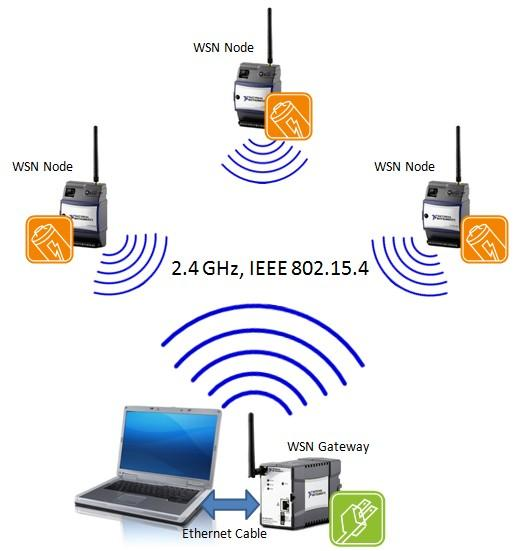 WSN Node
WSN Node
WSN Node
2.4 GHz, IEEE 802.15.4
WSN Gateway
Ethernet Cable